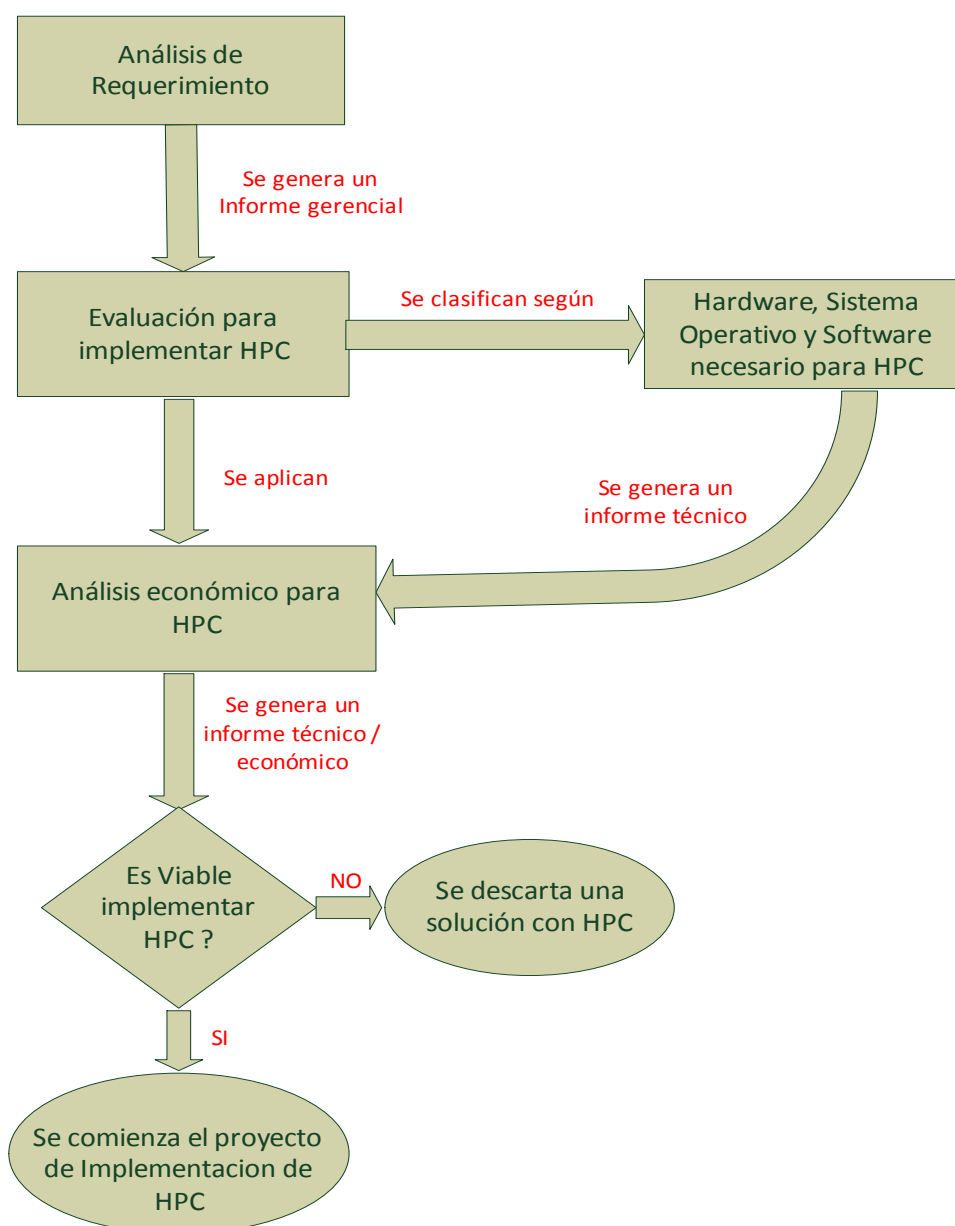 Análisis de
Requerimiento
Se genera un
Informe gerencial
Evaluación para
implementar HPC
Se clasifican según
Hardware, Sistema
Operativo y Software
necesario para HPC
Se aplican
Se genera un
informe técnico
Análisis económico para
HPC
Se genera un
informe técnico /
económico
Es Viable
implementar
HPC ?
NO
Se descarta una
solución con HPC
SI
Se comienza el proyecto
de Implementacion de
HPC